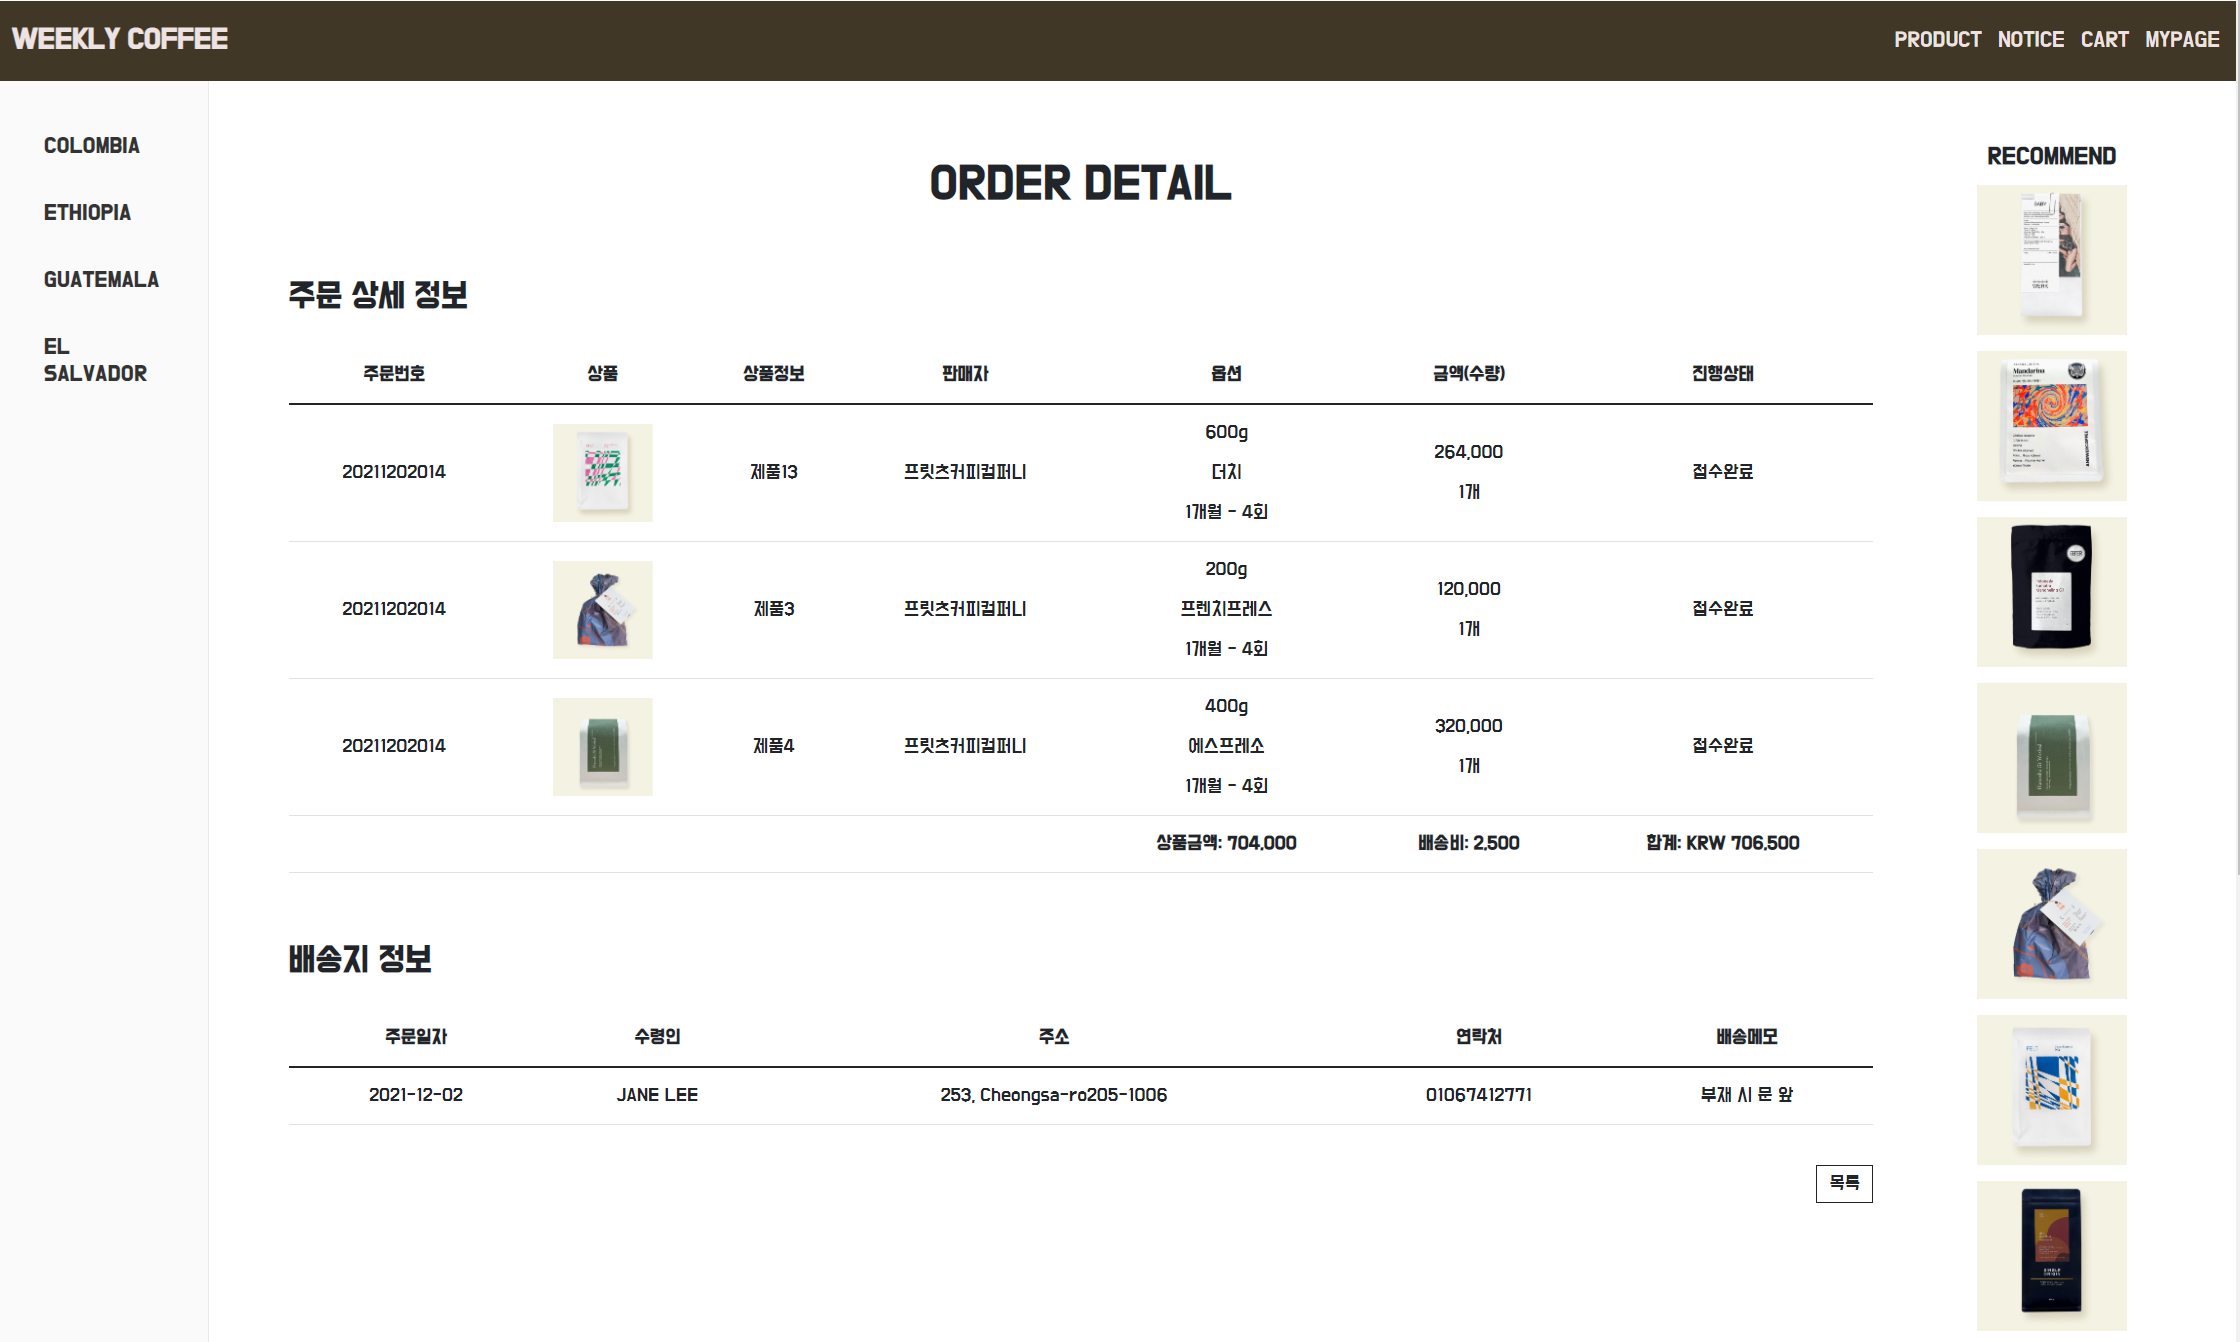 WEEKLY COFFEE
PRODUCT NOTICE CART MYPAGE
COLOMBIA
ETHIOPIA
GUATEMALA
EL
SALVADOR
ORDER DETAIL
주문 상세 정보
주문번호 상품 상품정보 판매자 옵션 금액(수량) 진행상태
20211202014 제품13 프릿츠커피컴퍼니 600g 더치 1개월 - 4회 264,000 1개 접수완료
20211202014 제품3 프릿츠커피컴퍼니 200g 프렌치프레스 1개월 - 4회 120,000 1개 접수완료
20211202014 제품4 프릿츠커피컴퍼니 400g 에스프레소 1개월 - 4회 320,000 1개 접수완료
상품금액: 704,000 배송비: 2,500 합계: KRW 706,500
배송지 정보
주문일자 수령인 주소 연락처 배송메모
2021-12-02 JANE LEE 253, Cheongsa-ro205-1006 01067412771 부재 시 문 앞
목록
RECOMMEND
Mandarina